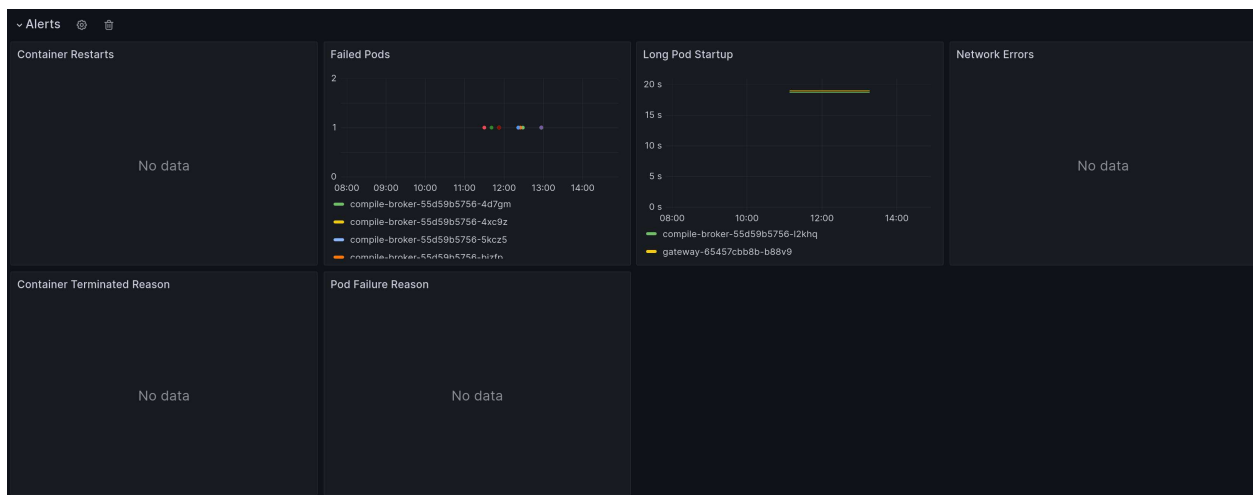 Alerts
Container Restarts
No data
Failed Pods
2
1
0
08:00 09:00 10:00 11:00 12:00 13:00 14:00
compile-broker-55d59b5756-4d7gm
compile-broker-55d59b5756-4xc9z
compile-broker-55d59b5756-5kcz5
Long Pod Startup
20 s
15 s
10 s
5 s
0 s
08:00 10:00 12:00 14:00
compile-broker-55d59b5756-l2khq
gateway-65457cbb8b-b88v9
Network Errors
No data
Container Terminated Reason
No data
Pod Failure Reason
No data